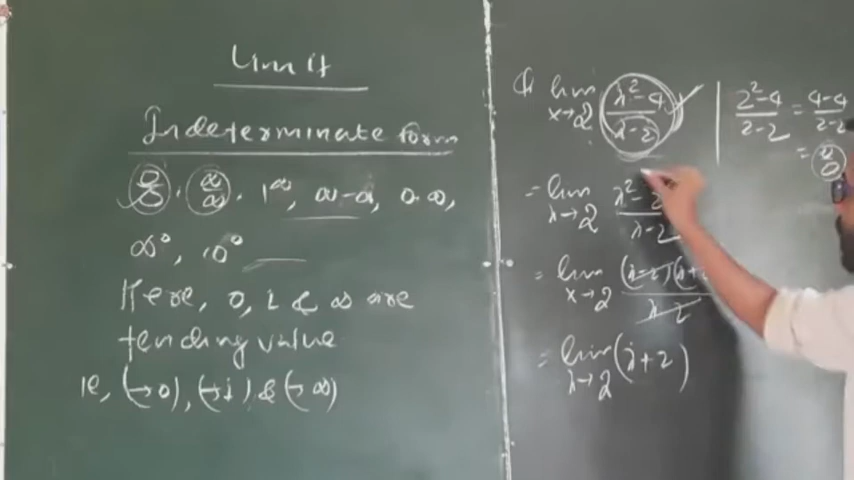 Limit
Indeterminate form
0/0, ∞/∞, 1^∞, ∞-∞, 0.∞,
∞°, 0°
Here, 0, 1 & ∞ are
tending value
ie, (→0), (→1) & (→∞)
lim x→2 (x²-4)/(x-2)
(2²-4)/(2-2) = (4-4)/(2-2
= 0/0
= lim x→2 (x²-2)/(x-2
= lim x→2 (x-2)(x+2)/(x-2)
= lim x→2 (x+2)